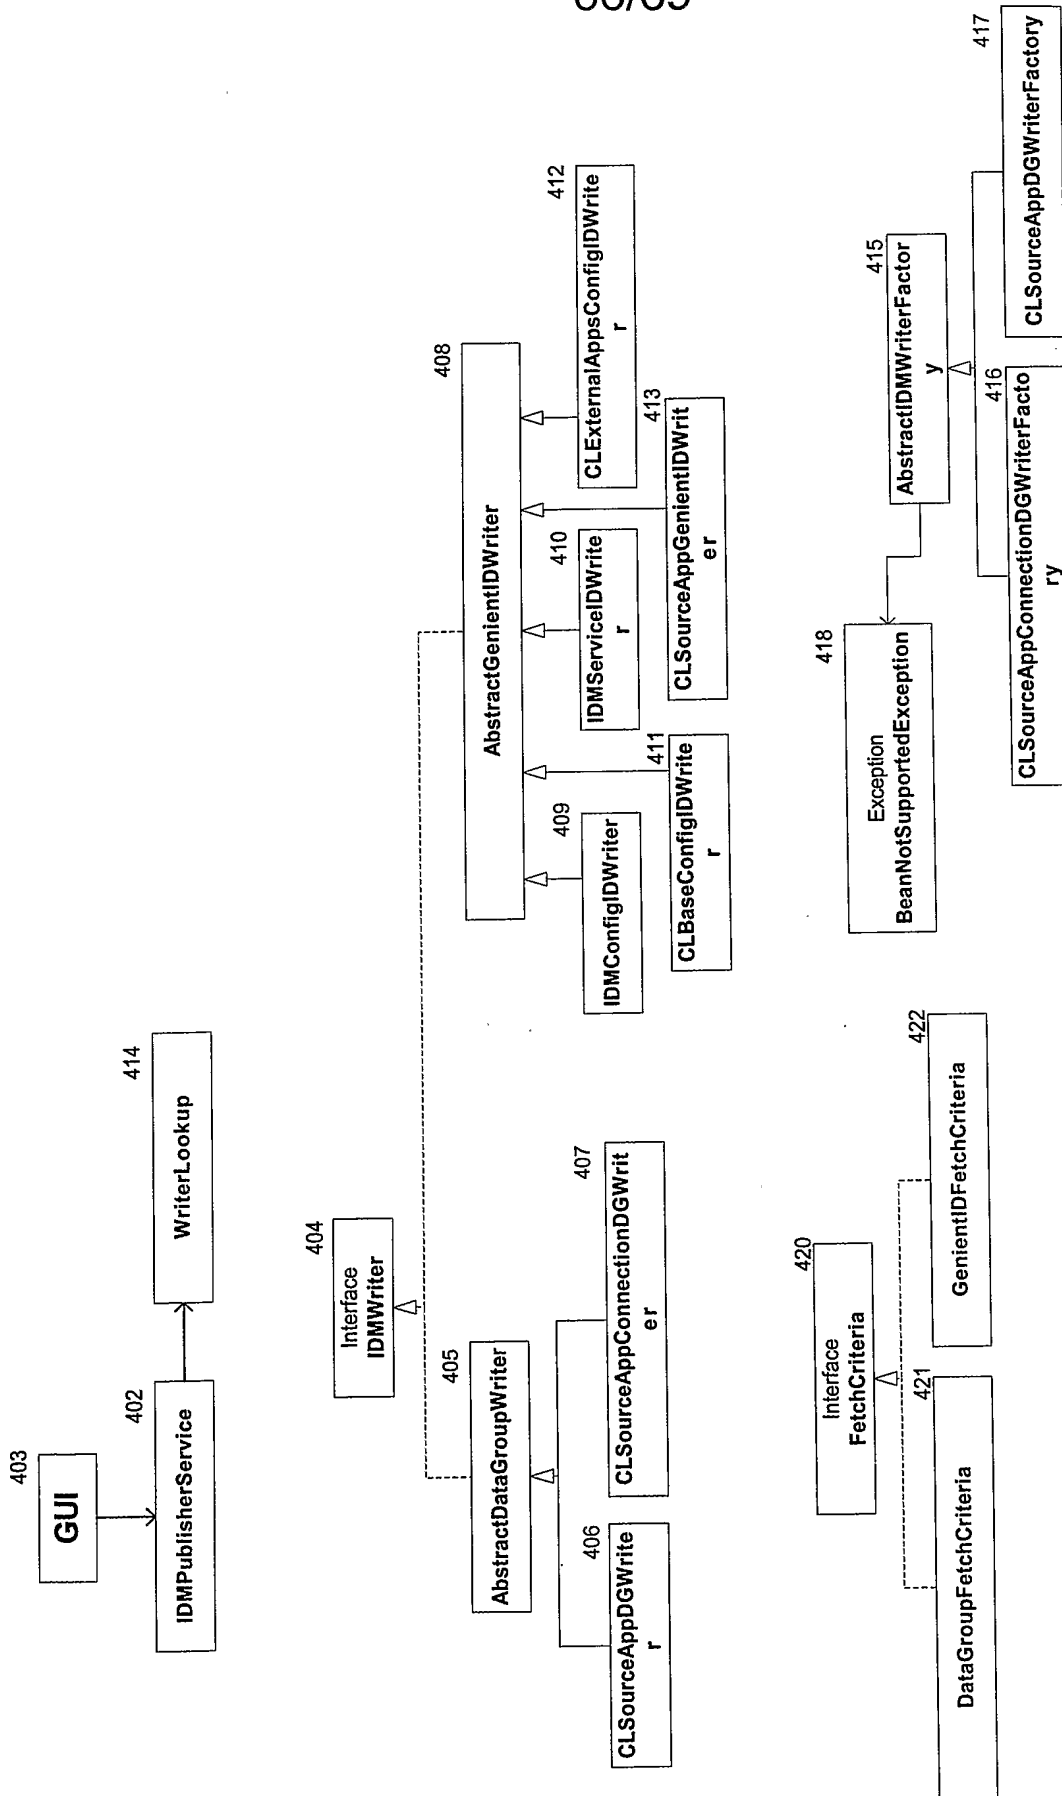 403
GUI
402
IDMPublisherService
414
WriterLookup
404
Interface
IDMWriter
405
AbstractDataGroupWriter
406
CLSourceAppDGWrite
r
407
CLSourceAppConnectionDGWrit
er
408
AbstractGenientIDWriter
409
IDMConfigIDWriter
411
CLBaseConfigIDWrite
r
410
IDMServiceIDWrite
r
413
CLSourceAppGenientIDWrit
er
412
CLExternalAppsConfigIDWrite
r
420
Interface
FetchCriteria
421
DataGroupFetchCriteria
422
GenientIDFetchCriteria
418
Exception
BeanNotSupportedException
415
AbstractIDMWriterFactor
y
416
CLSourceAppConnectionDGWriterFacto
ry
417
CLSourceAppDGWriterFactory